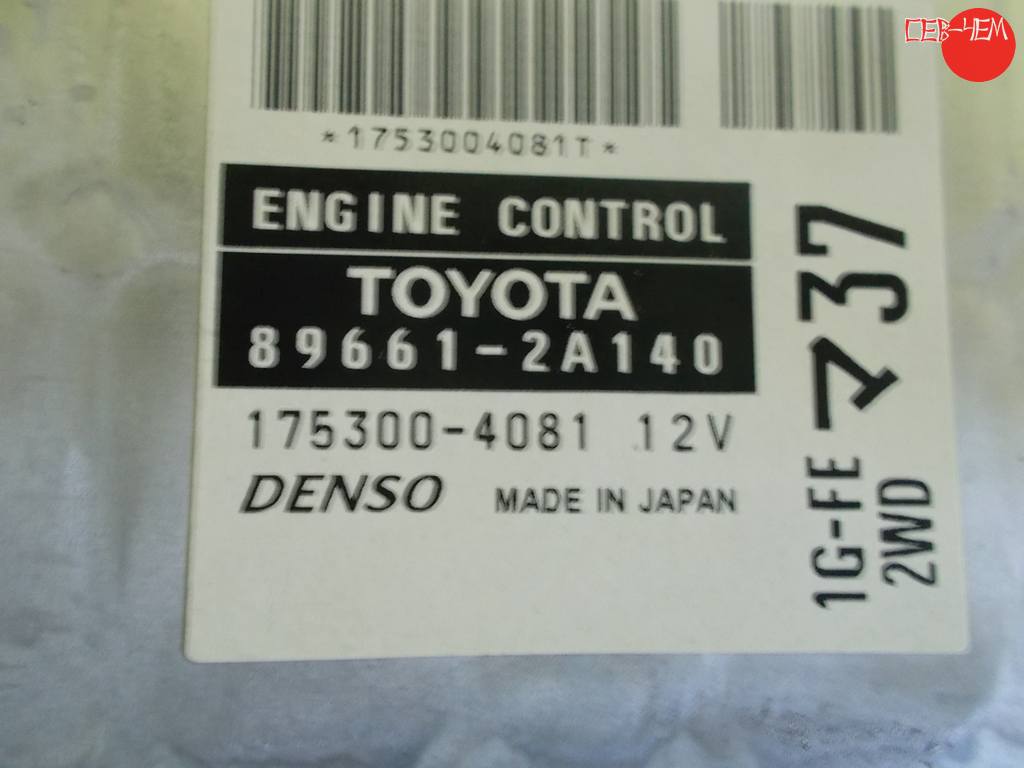 СЕВ-ЧЕМ
*1753004081T*
ENGINE CONTROL
TOYOTA
89661-2A140
175300-4081 12V
DENSO MADE IN JAPAN
マ37
1G-FE
2WD